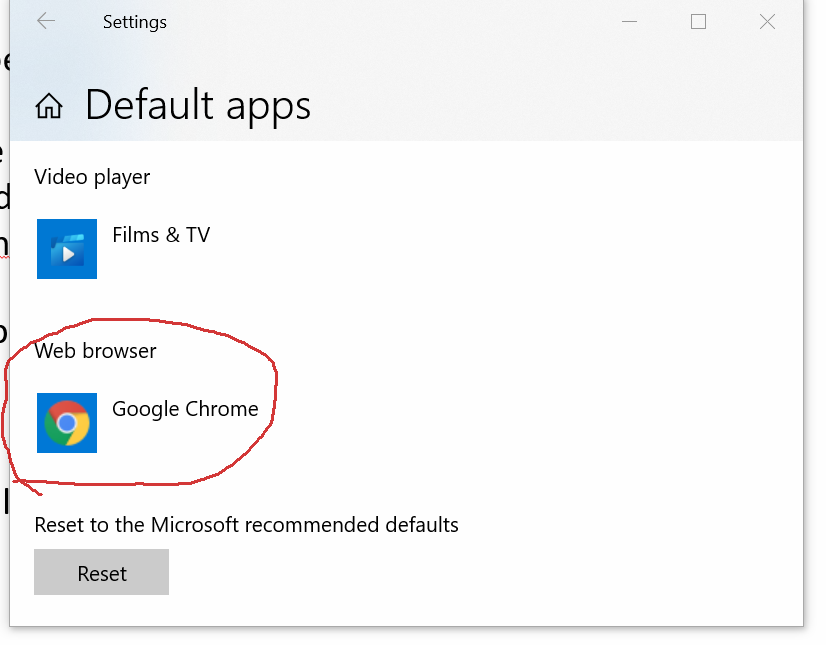 Settings
Default apps
Video player
Films & TV
Web browser
Google Chrome
Reset to the Microsoft recommended defaults
Reset